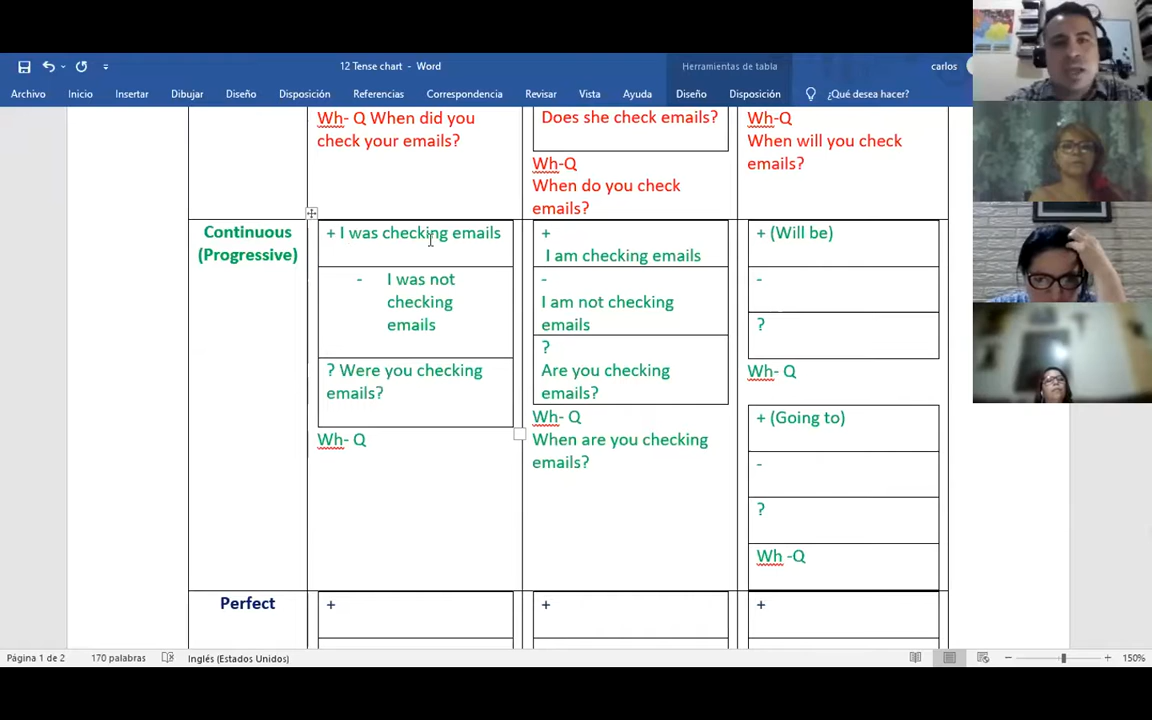 12 Tense chart - Word
Herramientas de tabla
carlos
Archivo
Inicio
Insertar
Dibujar
Diseño
Disposición
Referencias
Correspondencia
Revisar
Vista
Ayuda
Diseño
Disposición
¿Qué desea hacer?
Wh- Q When did you
check your emails?
Does she check emails?
Wh-Q
When do you check
emails?
Wh-Q
When will you check
emails?
Continuous
(Progressive)
+ I was checking emails
- I was not
checking
emails
? Were you checking
emails?
Wh- Q
+
I am checking emails
-
I am not checking
emails
?
Are you checking
emails?
Wh- Q
When are you checking
emails?
+ (Will be)
-
?
Wh- Q
+ (Going to)
-
?
Wh -Q
Perfect
+
+
+
Página 1 de 2
170 palabras
Inglés (Estados Unidos)
150%